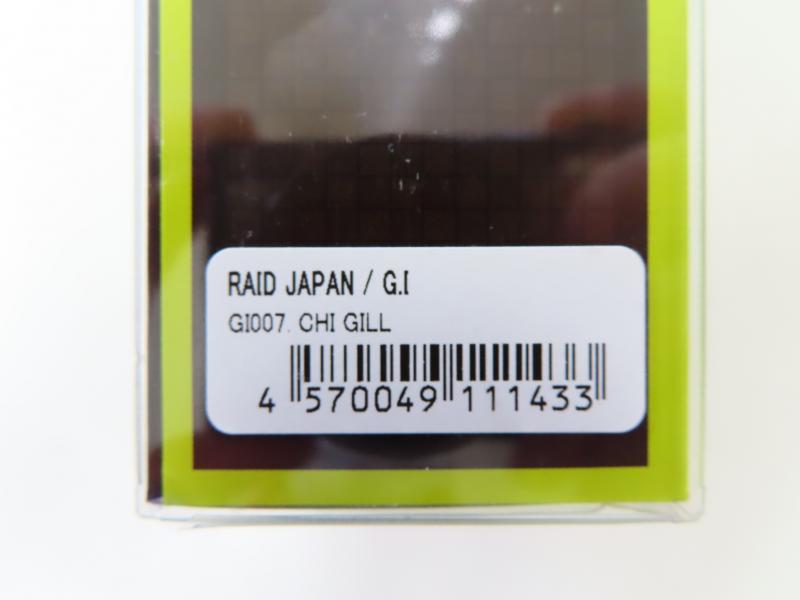 RAID JAPAN / G.I
GI007. CHI GILL
4 570049 111433